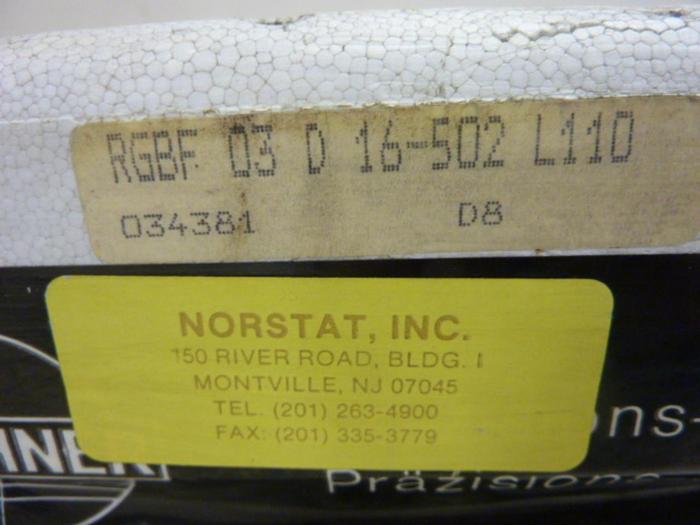 RGBF 03 D 16-502 L110
034381 D8
NORSTAT, INC.
150 RIVER ROAD, BLDG. I
MONTVILLE, NJ 07045
TEL. (201) 263-4900
FAX: (201) 335-3779
HNER
ons-
Präzisions-